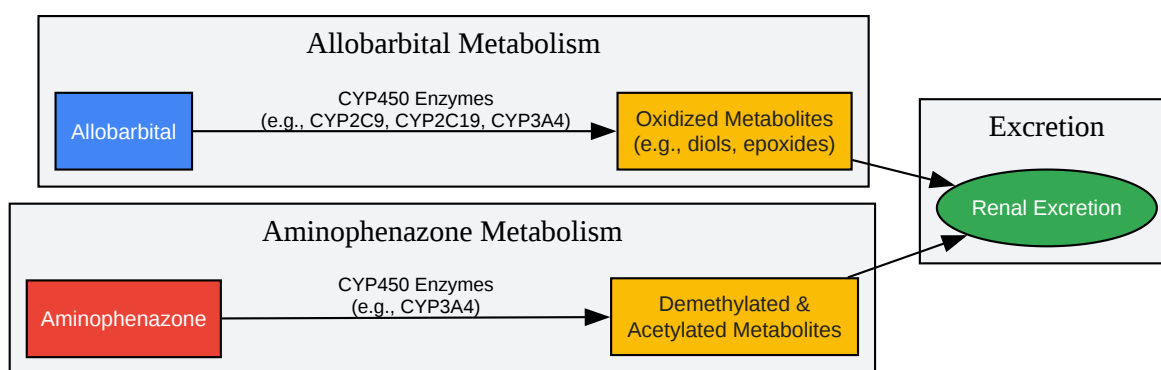 Allobarbital Metabolism
Allobarbital
CYP450 Enzymes
(e.g., CYP2C9, CYP2C19, CYP3A4)
Oxidized Metabolites
(e.g., diols, epoxides)
Aminophenazone Metabolism
Aminophenazone
CYP450 Enzymes
(e.g., CYP3A4)
Demethylated &
Acetylated Metabolites
Excretion
Renal Excretion